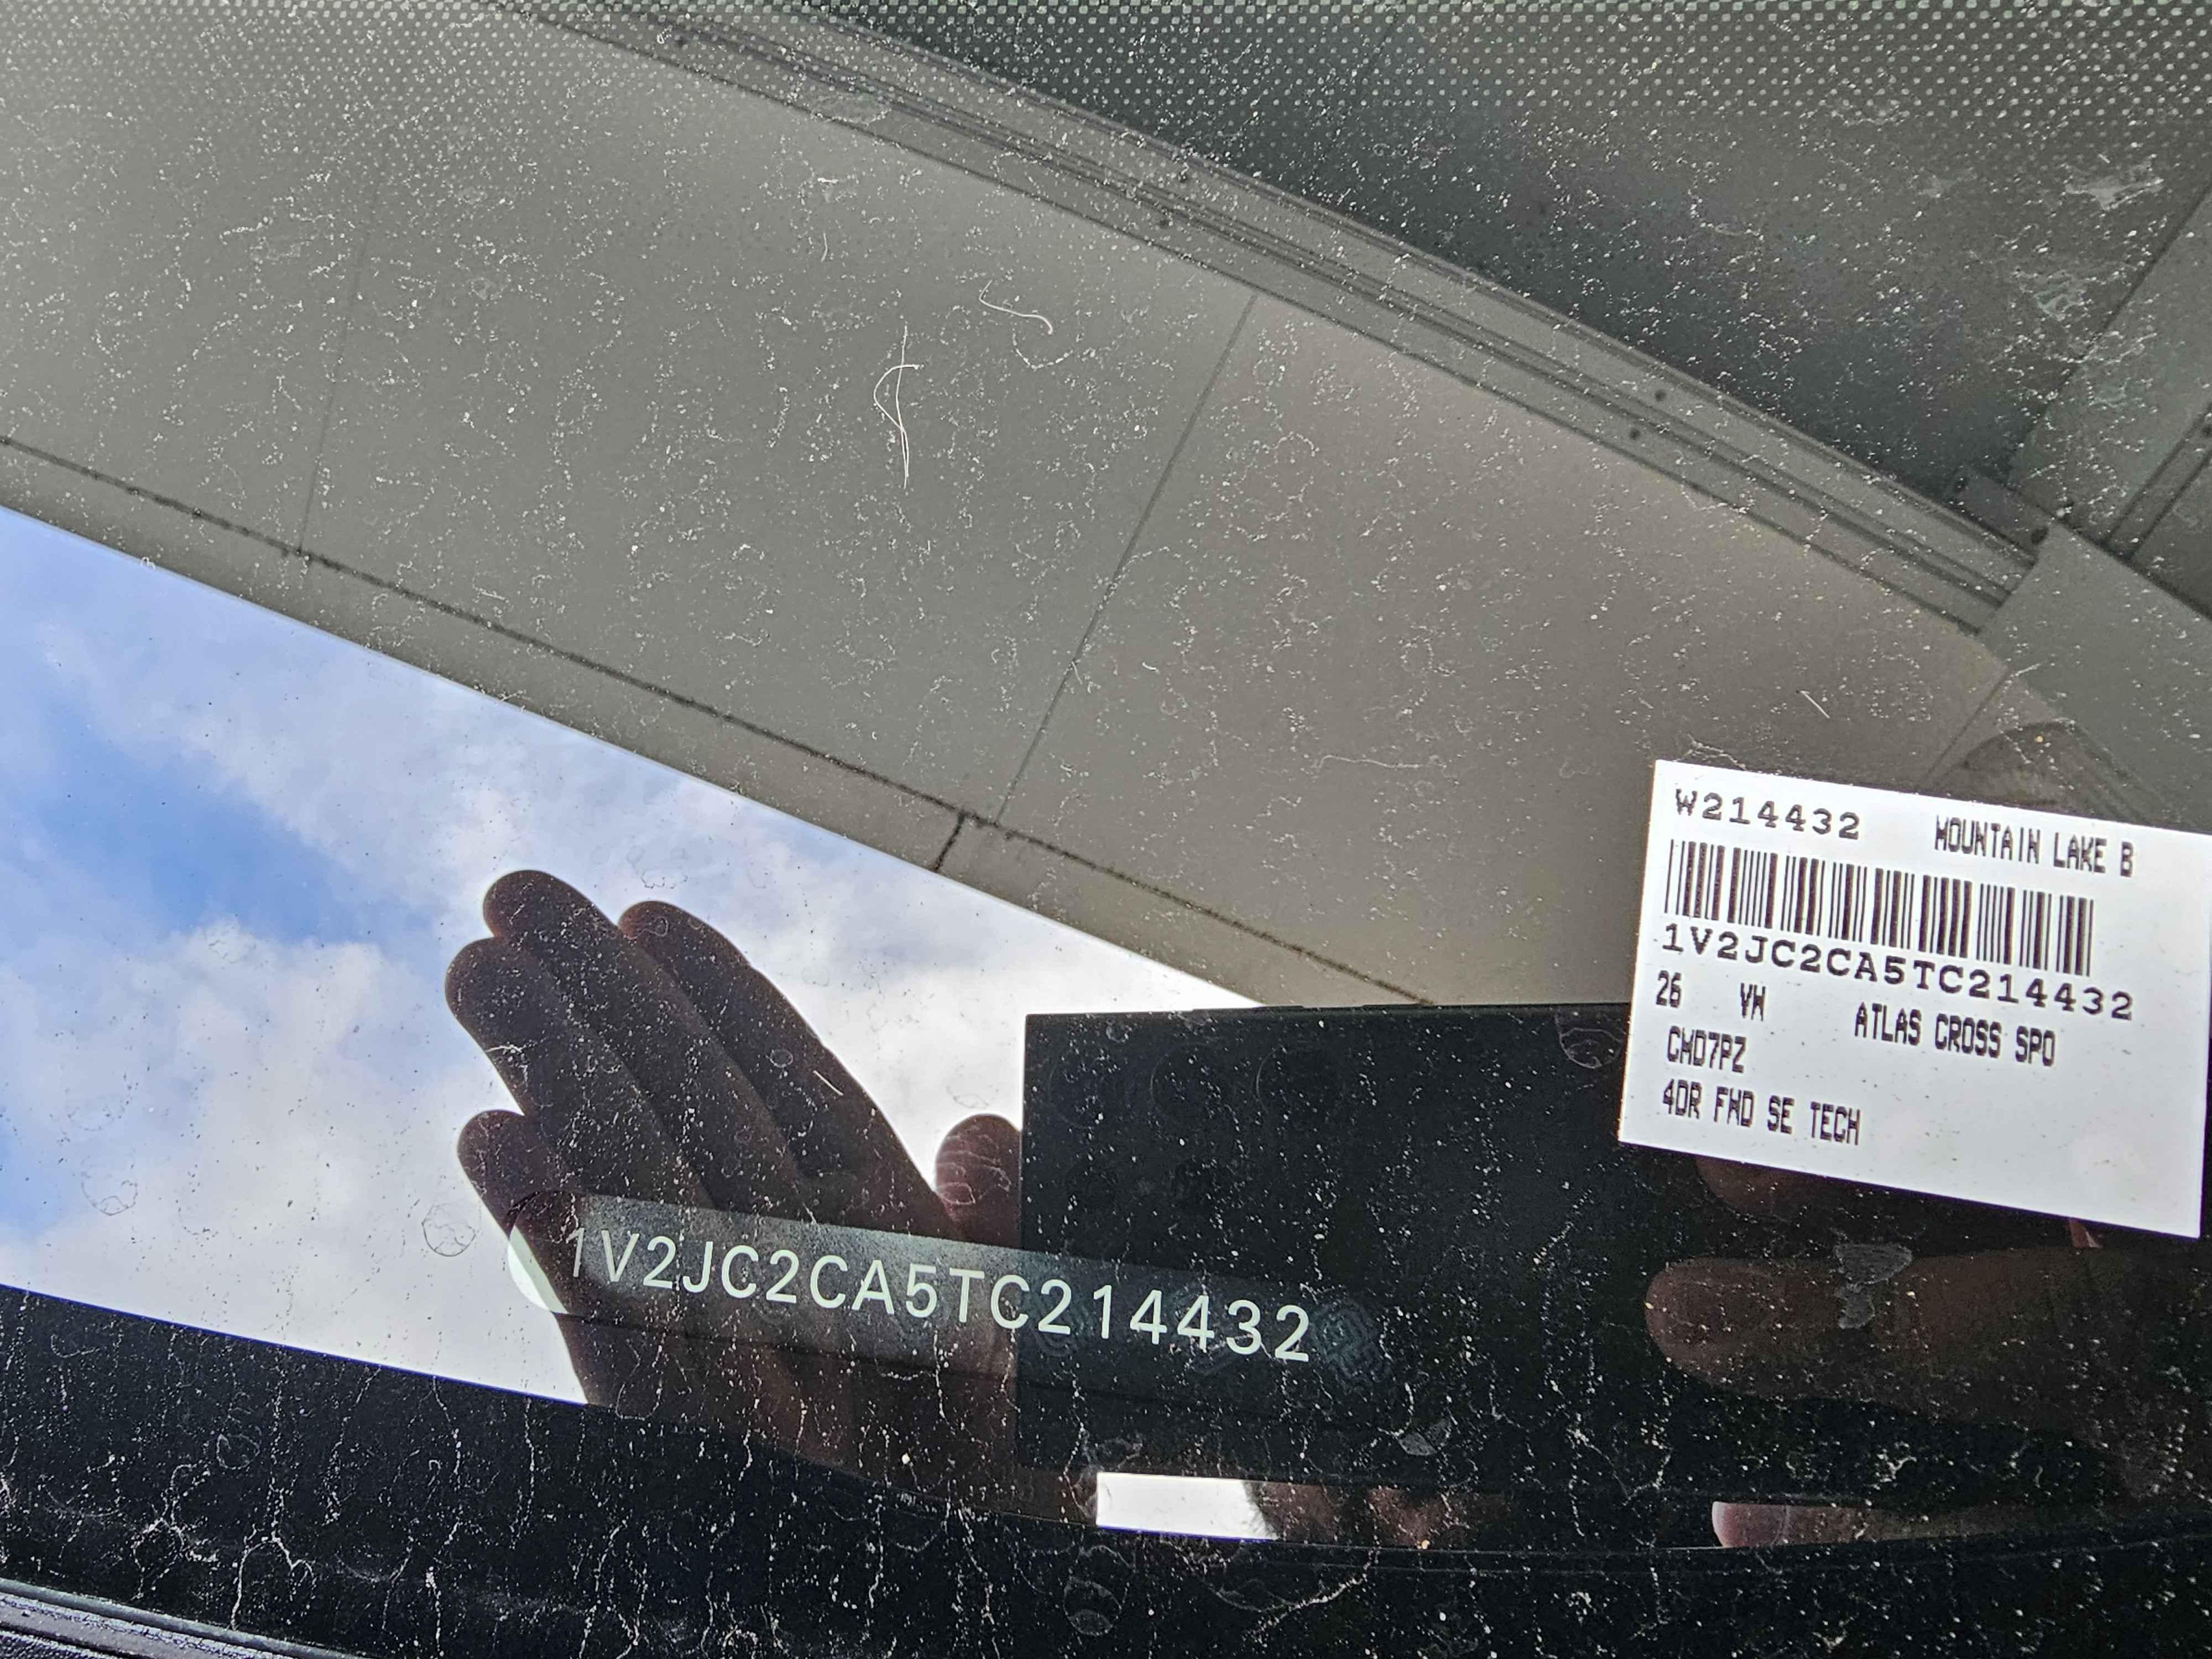 W214432 MOUNTAIN LAKE B
1V2JC2CA5TC214432
26 VW ATLAS CROSS SPO
CMD7PZ
4DR FWD SE TECH
1V2JC2CA5TC214432